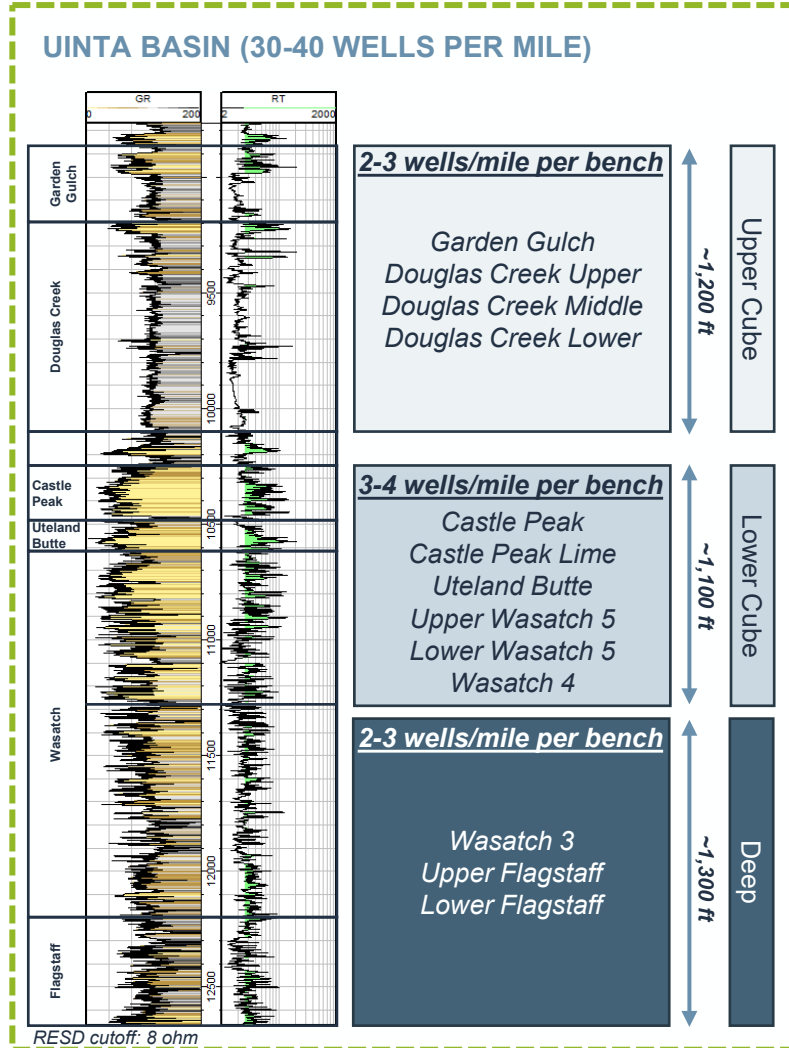 UINTA BASIN (30-40 WELLS PER MILE)
GR
0 200
RT
2 2000
Garden
Gulch
Douglas Creek
Castle
Peak
Uteland
Butte
Wasatch
Flagstaff
9500
10000
10500
11000
11500
12000
12500
2-3 wells/mile per bench
Garden Gulch
Douglas Creek Upper
Douglas Creek Middle
Douglas Creek Lower
~1,200 ft
Upper Cube
3-4 wells/mile per bench
Castle Peak
Castle Peak Lime
Uteland Butte
Upper Wasatch 5
Lower Wasatch 5
Wasatch 4
~1,100 ft
Lower Cube
2-3 wells/mile per bench
Wasatch 3
Upper Flagstaff
Lower Flagstaff
~1,300 ft
Deep
RESD cutoff: 8 ohm